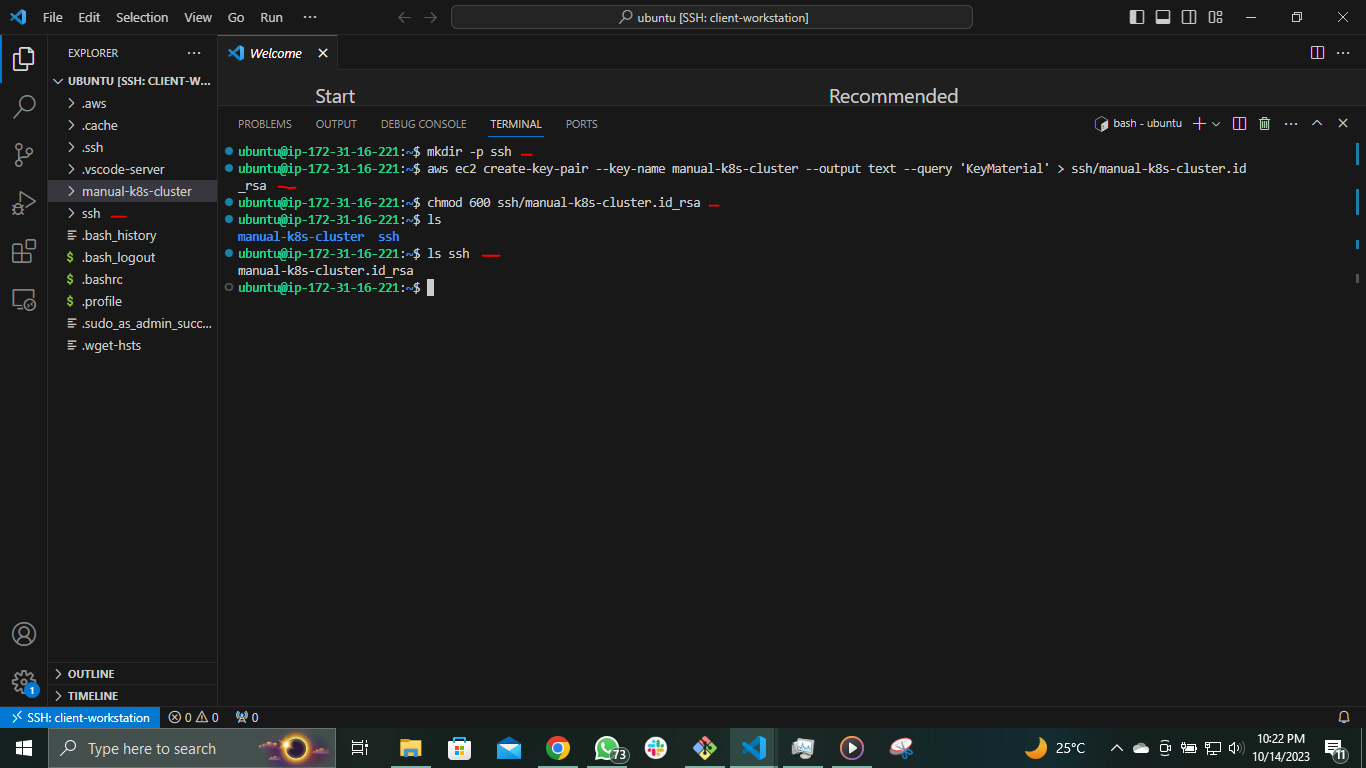 File Edit Selection View Go Run ···
ubuntu [SSH: client-workstation]
EXPLORER ···
Welcome
UBUNTU [SSH: CLIENT-W...
.aws
.cache
.ssh
.vscode-server
manual-k8s-cluster
ssh
.bash_history
$ .bash_logout
$ .bashrc
$ .profile
.sudo_as_admin_succ...
.wget-hsts
OUTLINE
TIMELINE
Start
Recommended
PROBLEMS OUTPUT DEBUG CONSOLE TERMINAL PORTS
bash - ubuntu
ubuntu@ip-172-31-16-221:~$ mkdir -p ssh
ubuntu@ip-172-31-16-221:~$ aws ec2 create-key-pair --key-name manual-k8s-cluster --output text --query 'KeyMaterial' > ssh/manual-k8s-cluster.id
_rsa
ubuntu@ip-172-31-16-221:~$ chmod 600 ssh/manual-k8s-cluster.id_rsa
ubuntu@ip-172-31-16-221:~$ ls
manual-k8s-cluster ssh
ubuntu@ip-172-31-16-221:~$ ls ssh
manual-k8s-cluster.id_rsa
ubuntu@ip-172-31-16-221:~$
1
SSH: client-workstation 0 0 0
Type here to search
73
25°C
10:22 PM
10/14/2023
11